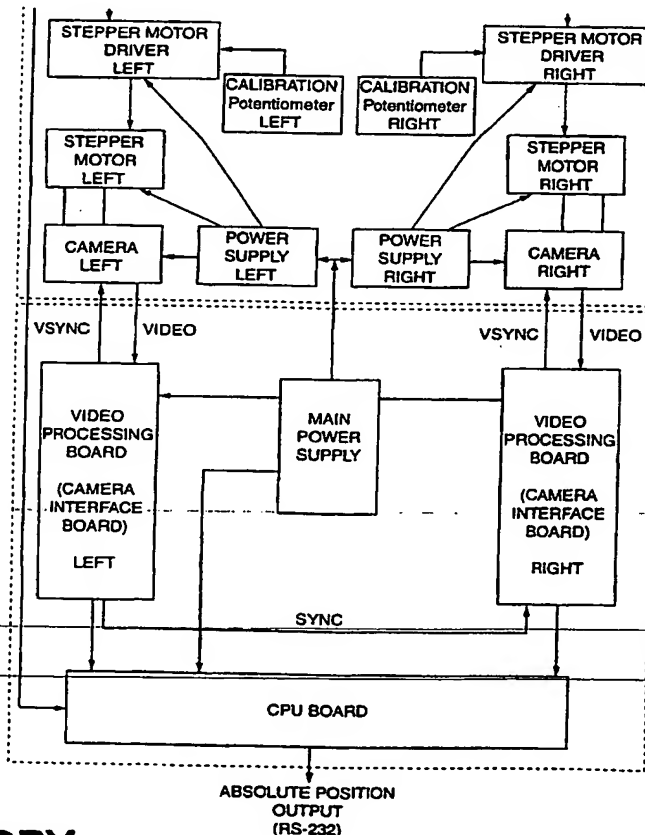 STEPPER MOTOR
DRIVER
LEFT
STEPPER MOTOR
DRIVER
RIGHT
CALIBRATION
Potentiometer
LEFT
CALIBRATION
Potentiometer
RIGHT
STEPPER
MOTOR
LEFT
STEPPER
MOTOR
RIGHT
CAMERA
LEFT
POWER
SUPPLY
LEFT
POWER
SUPPLY
RIGHT
CAMERA
RIGHT
VSYNC
VIDEO
VSYNC
VIDEO
VIDEO
PROCESSING
BOARD
(CAMERA
INTERFACE
BOARD)
LEFT
MAIN
POWER
SUPPLY
VIDEO
PROCESSING
BOARD
(CAMERA
INTERFACE
BOARD)
RIGHT
SYNC
CPU BOARD
ABSOLUTE POSITION
OUTPUT
(RS-232)